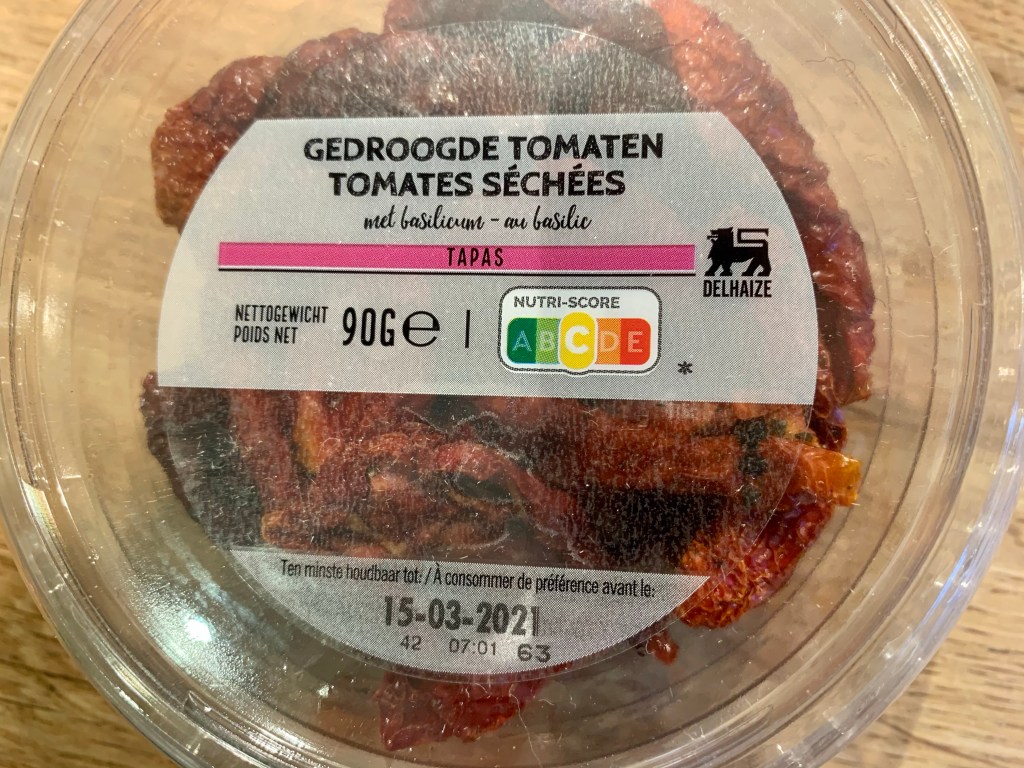 GEDROOGDE TOMATEN
TOMATES SÉCHÉES
met basilicum - au basilic
TAPAS
DELHAIZE
NETTOGEWICHT
POIDS NET
90G℮
NUTRI-SCORE
ABCDE
*
Ten minste houdbaar tot: / À consommer de préférence avant le:
15-03-2021
42 07:01 63